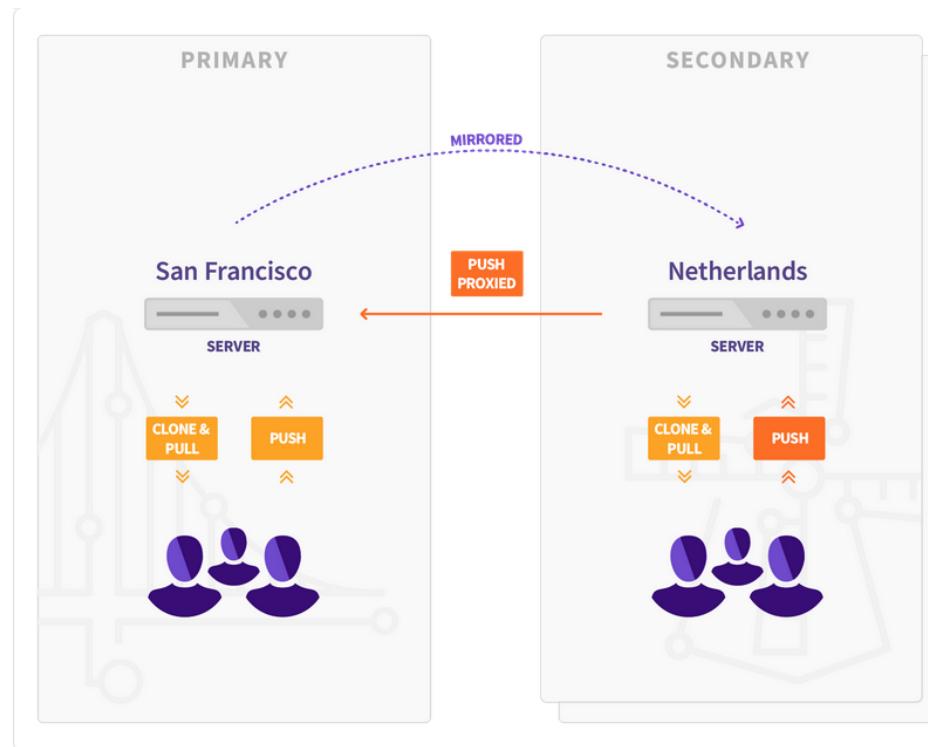 PRIMARY
SECONDARY
MIRRORED
San Francisco
PUSH
PROXIED
Netherlands
SERVER
SERVER
CLONE &
PULL
PUSH
CLONE &
PULL
PUSH